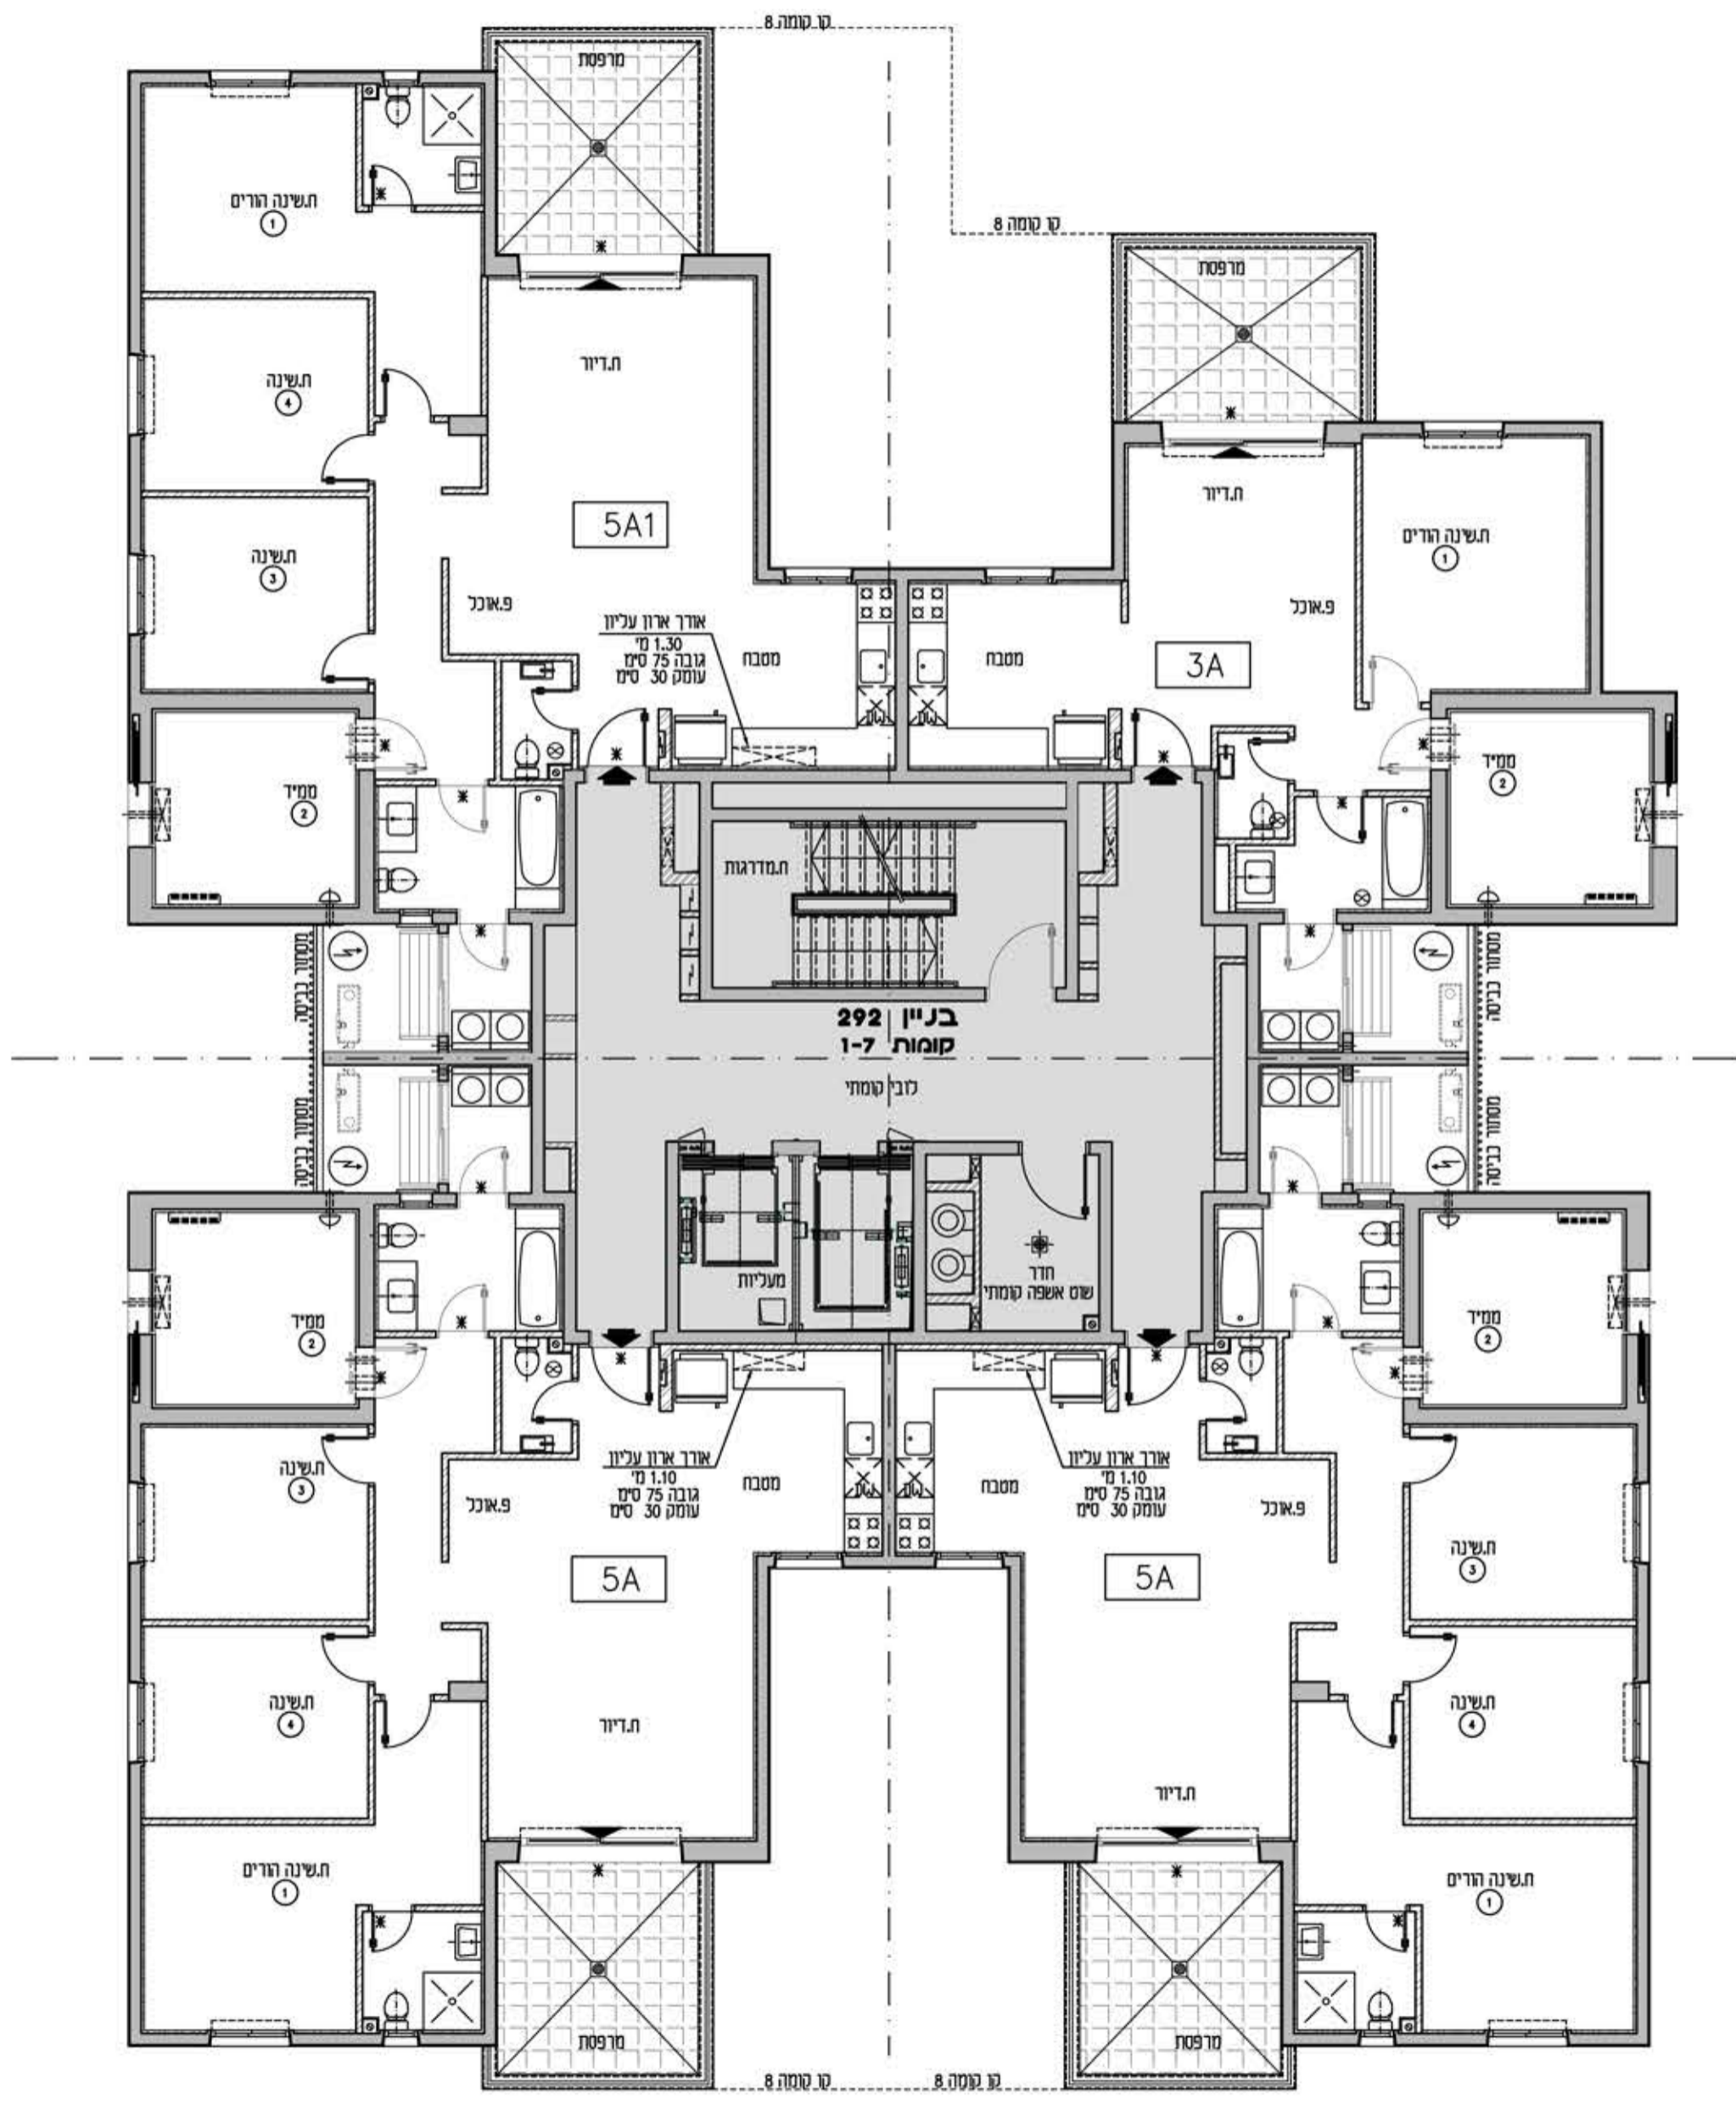 קו קומה 8
מרפסת
ח.שינה הורים
1
קו קומה 8
מרפסת
ח.דיור
ח.שינה
4
ח.דיור
5A1
ח.שינה הורים
1
ח.שינה
3
פ.אוכל
אורך ארון עליון
1.30 מ'
גובה 75 ס"מ
עומק 30 ס"מ
מטבח
מטבח
פ.אוכל
3A
ממ"ד
2
ממ"ד
2
ח.מדרגות
מסתור כביסה
מסתור כביסה
בניין 292
קומות 1-7
לובי קומתי
מסתור כביסה
מסתור כביסה
מעליות
חדר
שוט אשפה קומתי
ממ"ד
2
ממ"ד
2
ח.שינה
3
פ.אוכל
אורך ארון עליון
1.10 מ'
גובה 75 ס"מ
עומק 30 ס"מ
מטבח
מטבח
אורך ארון עליון
1.10 מ'
גובה 75 ס"מ
עומק 30 ס"מ
פ.אוכל
ח.שינה
3
5A
5A
ח.שינה
4
ח.דיור
ח.דיור
ח.שינה
4
ח.שינה הורים
1
ח.שינה הורים
1
מרפסת
מרפסת
קו קומה 8
קו קומה 8